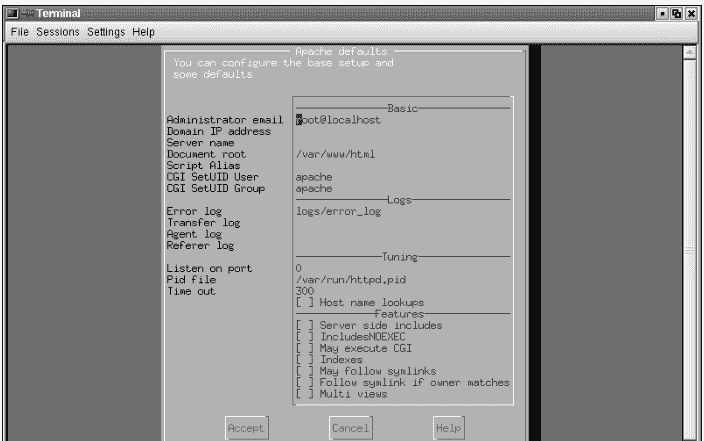 Terminal
File Sessions Settings Help
Apache defaults
You can configure the base setup and
some defaults
Basic
Administrator email root@localhost
Domain IP address
Server name
Document root /var/www/html
Script Alias
CGI SetUID User apache
CGI SetUID Group apache
Logs
Error log logs/error_log
Transfer log
Agent log
Referer log
Tuning
Listen on port 0
Pid file /var/run/httpd.pid
Time out 300
[ ] Host name lookups
Features
[ ] Server side includes
[ ] IncludesNOEXEC
[ ] May execute CGI
[ ] Indexes
[ ] May follow symlinks
[ ] Follow symlink if owner matches
[ ] Multi views
Accept Cancel Help